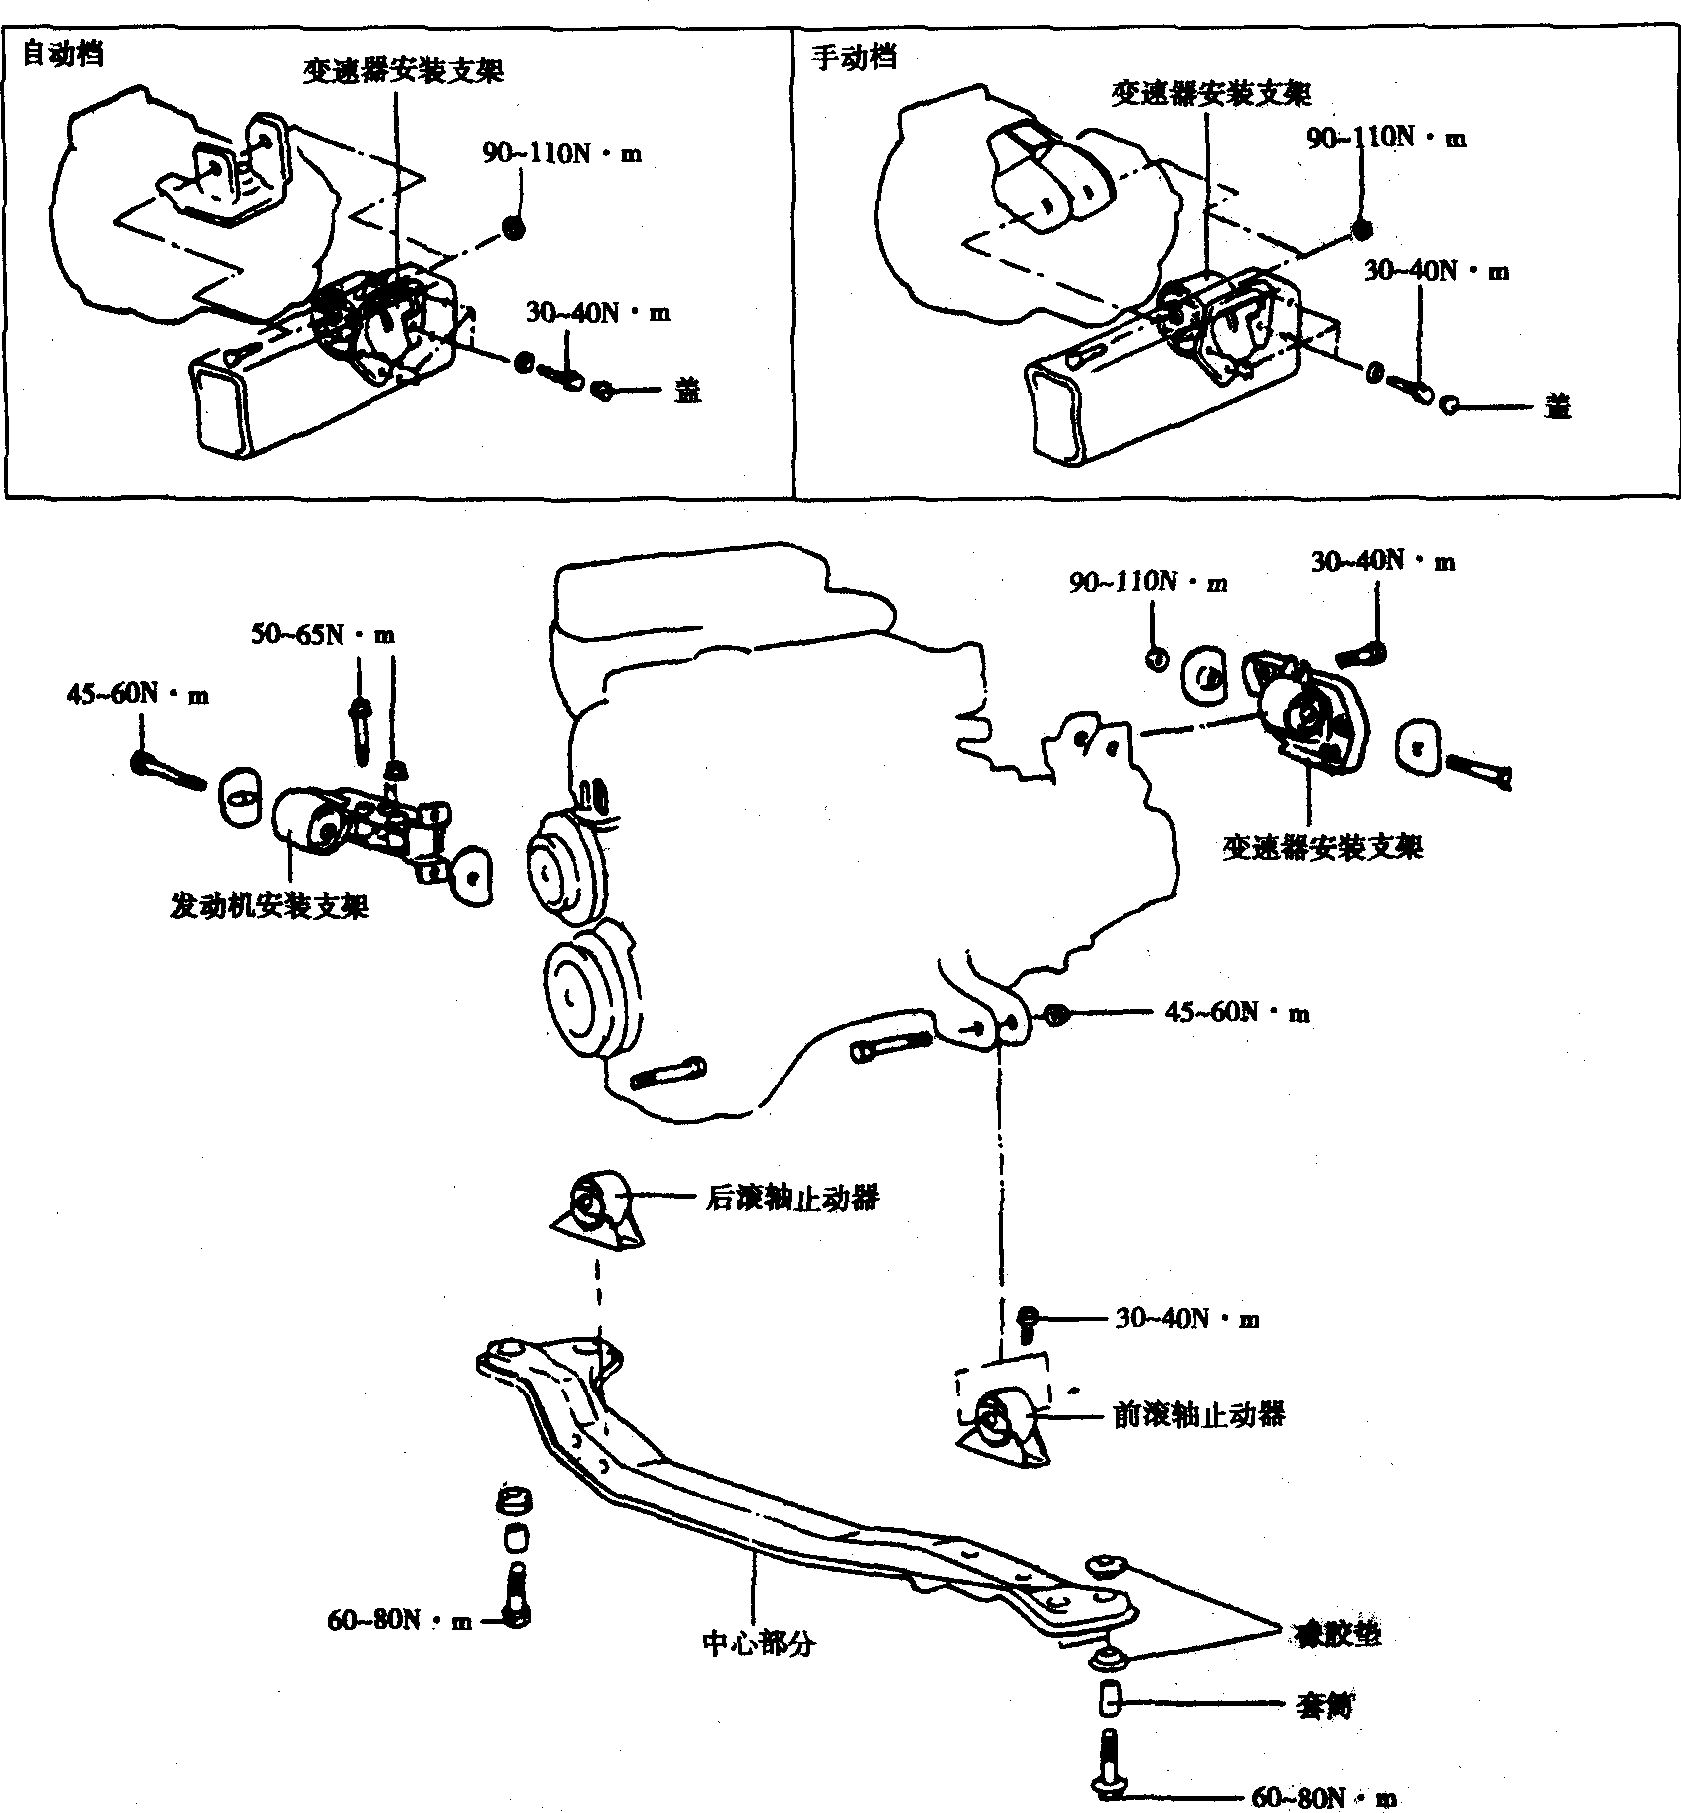 自动档
变速器安装支架
90~110N·m
30~40N·m
盖
手动档
变速器安装支架
90~110N·m
30~40N·m
盖
30~40N·m
90~110N·m
50~65N·m
45~60N·m
变速器安装支架
发动机安装支架
45~60N·m
后滚轴止动器
30~40N·m
前滚轴止动器
60~80N·m
中心部分
橡胶垫
套筒
60~80N·m